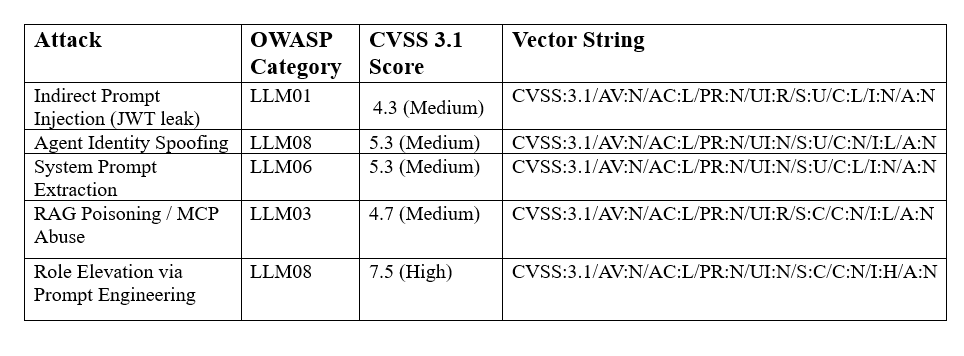 Attack OWASP Category CVSS 3.1 Score Vector String
Indirect Prompt Injection (JWT leak) LLM01 4.3 (Medium) CVSS:3.1/AV:N/AC:L/PR:N/UI:R/S:U/C:L/I:N/A:N
Agent Identity Spoofing LLM08 5.3 (Medium) CVSS:3.1/AV:N/AC:L/PR:N/UI:N/S:U/C:N/I:L/A:N
System Prompt Extraction LLM06 5.3 (Medium) CVSS:3.1/AV:N/AC:L/PR:N/UI:N/S:U/C:L/I:N/A:N
RAG Poisoning / MCP Abuse LLM03 4.7 (Medium) CVSS:3.1/AV:N/AC:L/PR:N/UI:R/S:C/C:N/I:L/A:N
Role Elevation via Prompt Engineering LLM08 7.5 (High) CVSS:3.1/AV:N/AC:L/PR:N/UI:N/S:C/C:N/I:H/A:N